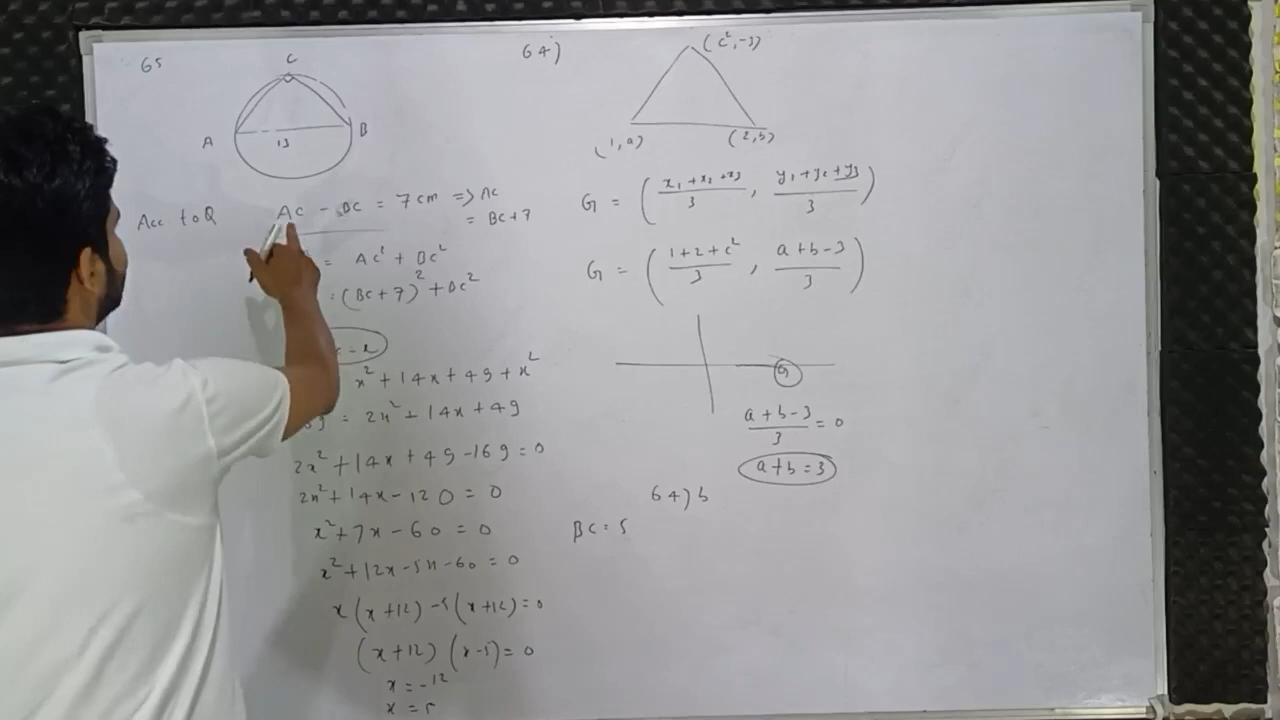 65
C
A
B
13
Acc to Q
AC - BC = 7 cm => AC
= BC + 7
= AC² + BC²
= (BC + 7)² + BC²
x² + 14x + 49 + x²
= 2x² + 14x + 49
2x² + 14x + 49 - 169 = 0
2x² + 14x - 120 = 0
x² + 7x - 60 = 0
x² + 12x - 5x - 60 = 0
x(x + 12) - 5(x + 12) = 0
(x + 12) (x - 5) = 0
x = -12
x = 5
64)
(c², -3)
(1, a)
(2, b)
G = (x₁ + x₂ + x₃ / 3, y₁ + y₂ + y₃ / 3)
G = (1 + 2 + c² / 3, a + b - 3 / 3)
G
a + b - 3 / 3 = 0
a + b = 3
64) b
BC = 5